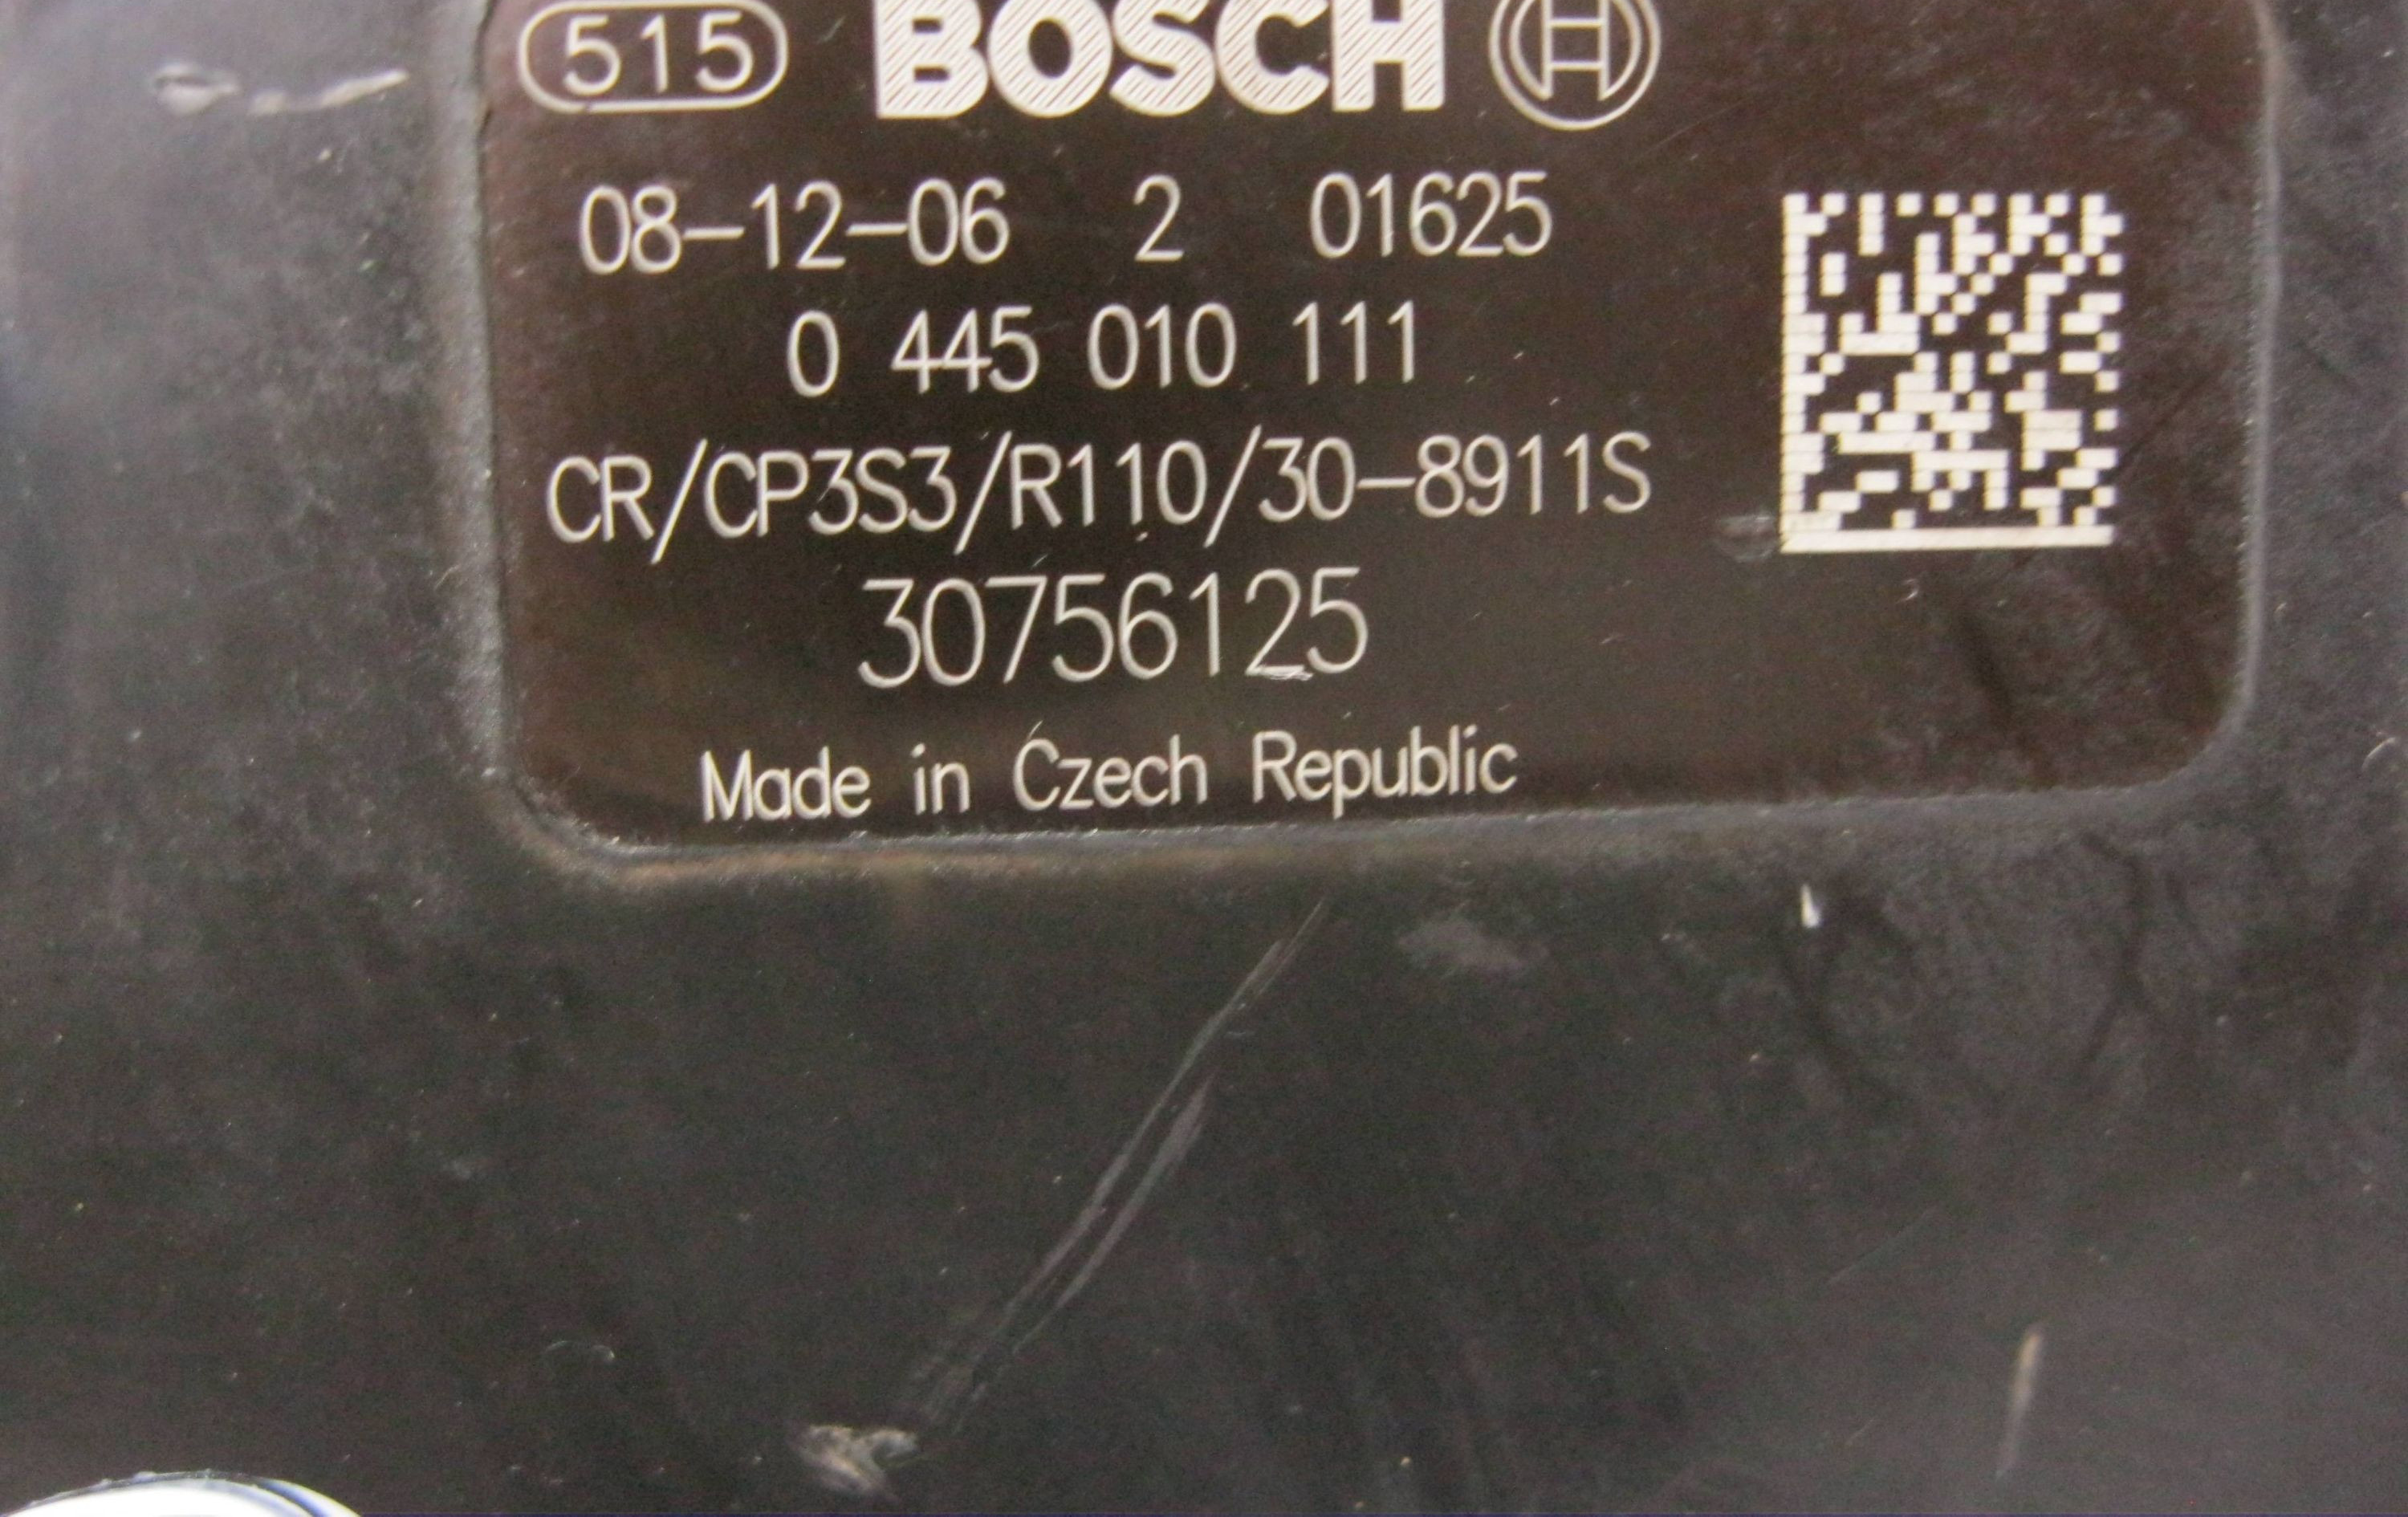 515 BOSCH
08-12-06 2 01625
0 445 010 111
CR/CP3S3/R110/30-8911S
30756125
Made in Czech Republic